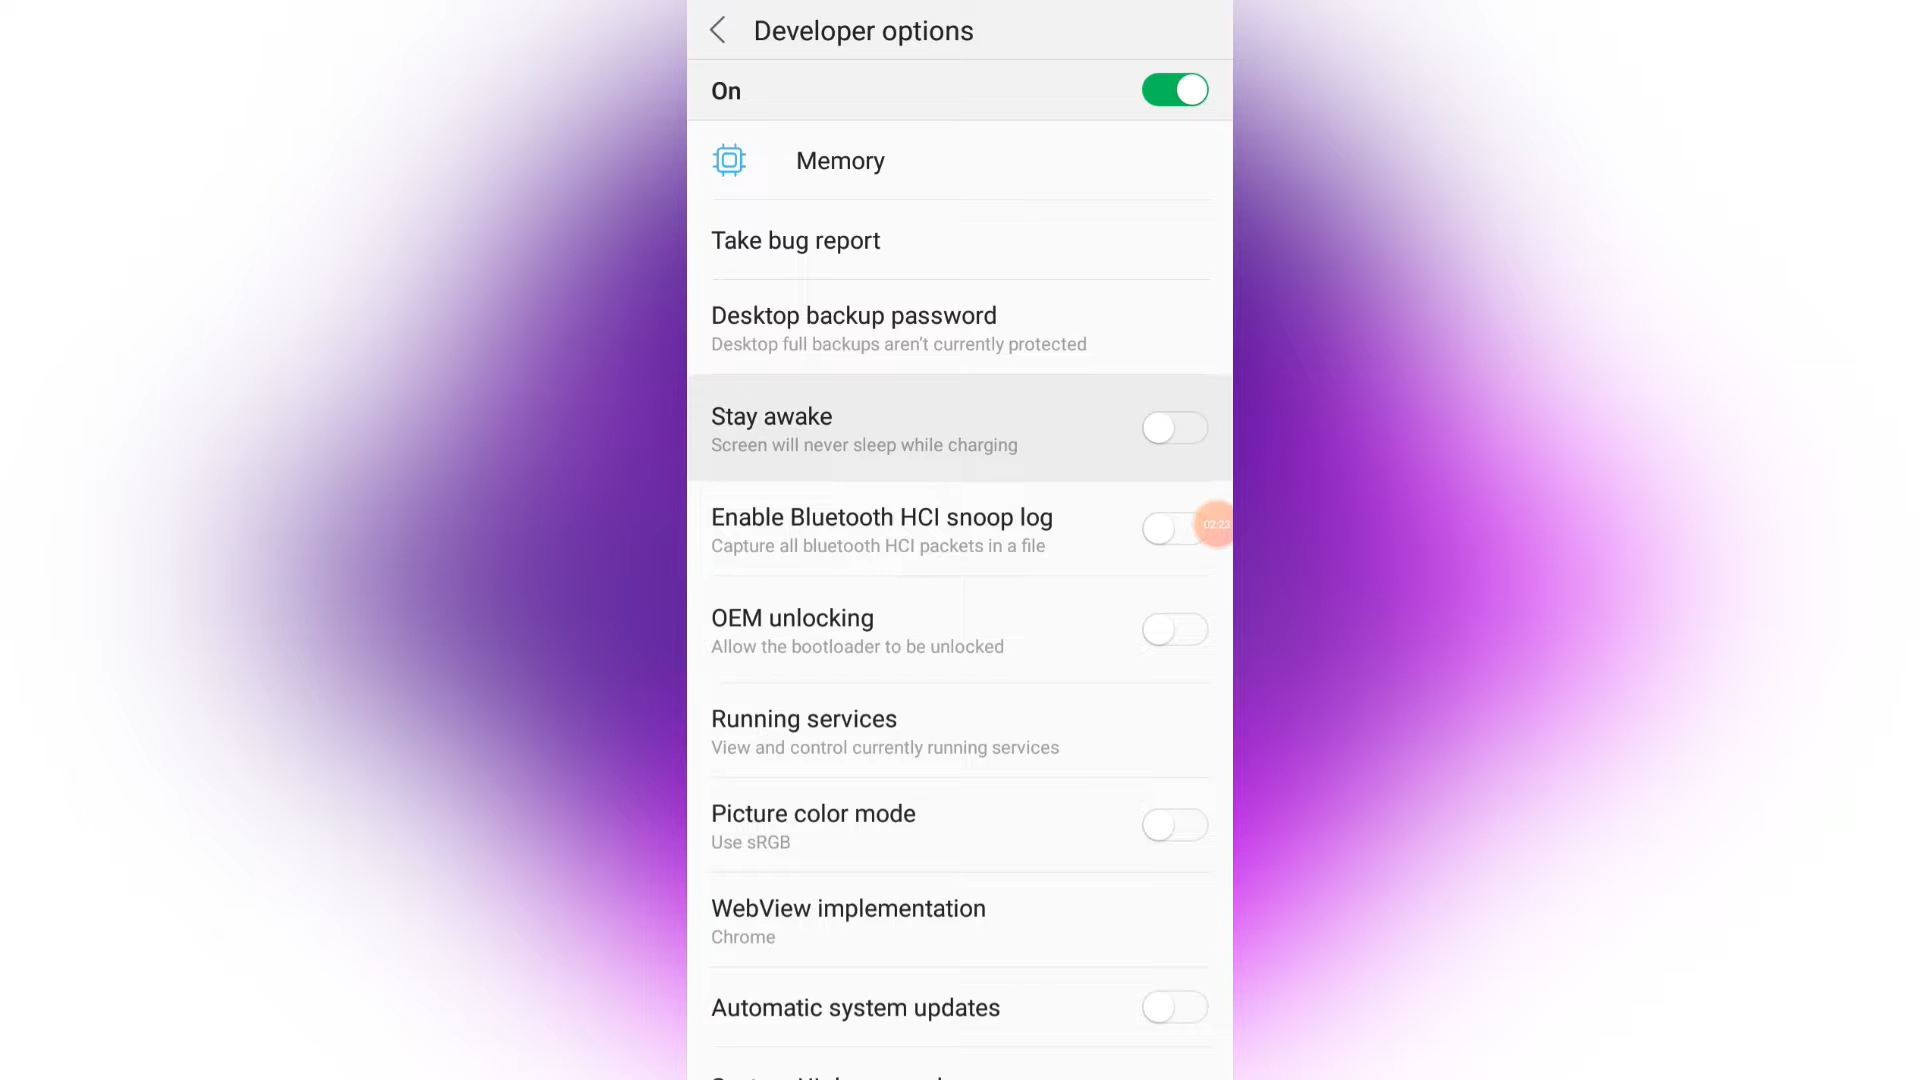 Developer options
On
Memory
Take bug report
Desktop backup password
Desktop full backups aren't currently protected
Stay awake
Screen will never sleep while charging
Enable Bluetooth HCI snoop log
Capture all bluetooth HCI packets in a file
02:23
OEM unlocking
Allow the bootloader to be unlocked
Running services
View and control currently running services
Picture color mode
Use sRGB
WebView implementation
Chrome
Automatic system updates